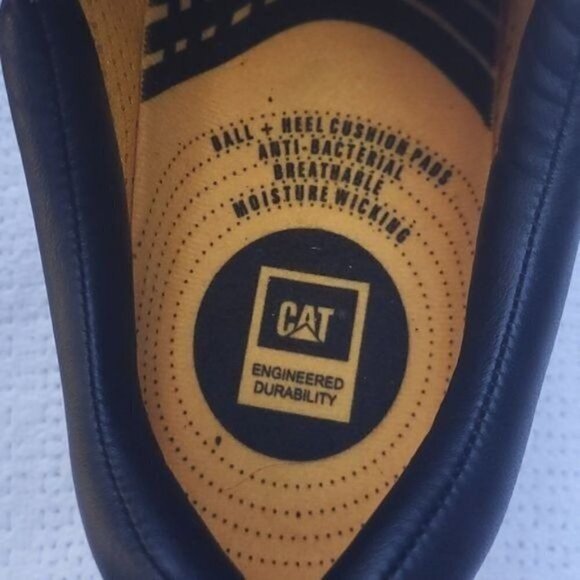 BALL + HEEL CUSHION PADS
ANTI-BACTERIAL
BREATHABLE
MOISTURE WICKING
CAT
ENGINEERED
DURABILITY